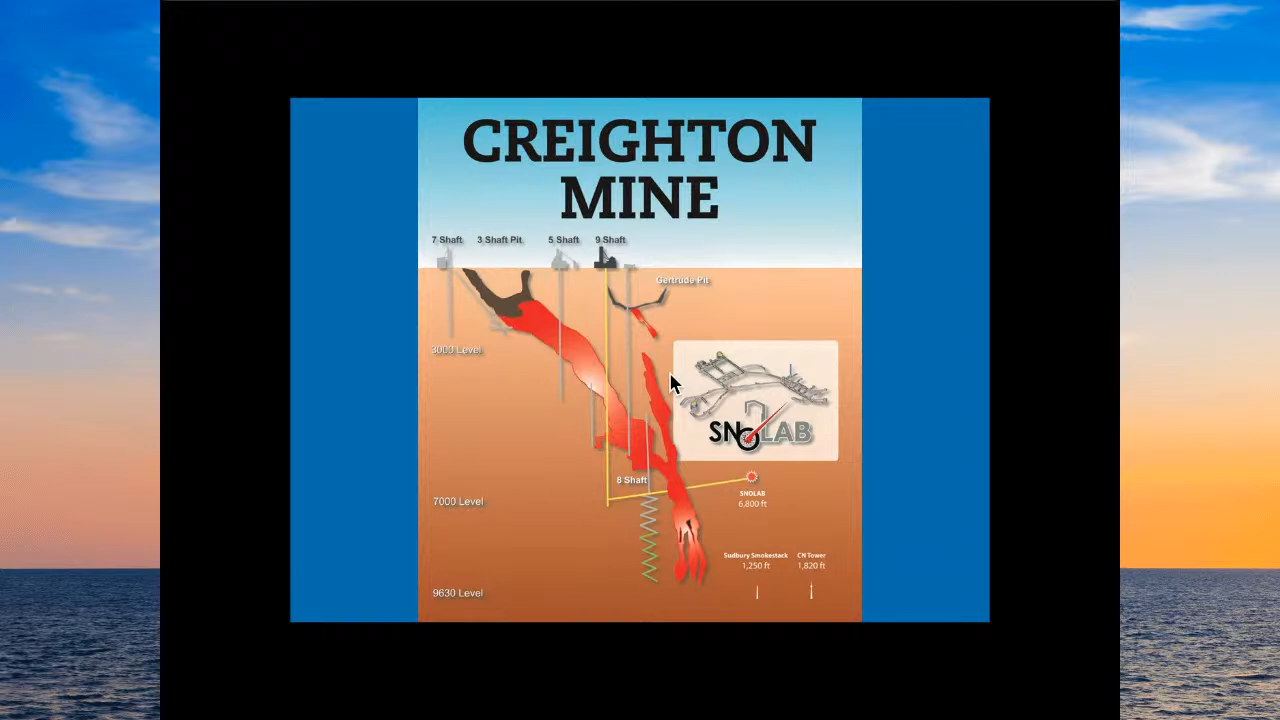 CREIGHTON
MINE
7 Shaft
3 Shaft Pit
5 Shaft
9 Shaft
Gertrude Pit
3000 Level
SNOLAB
8 Shaft
7000 Level
SNOLAB
6,800 ft
Sudbury Smokestack
1,250 ft
CN Tower
1,820 ft
9630 Level